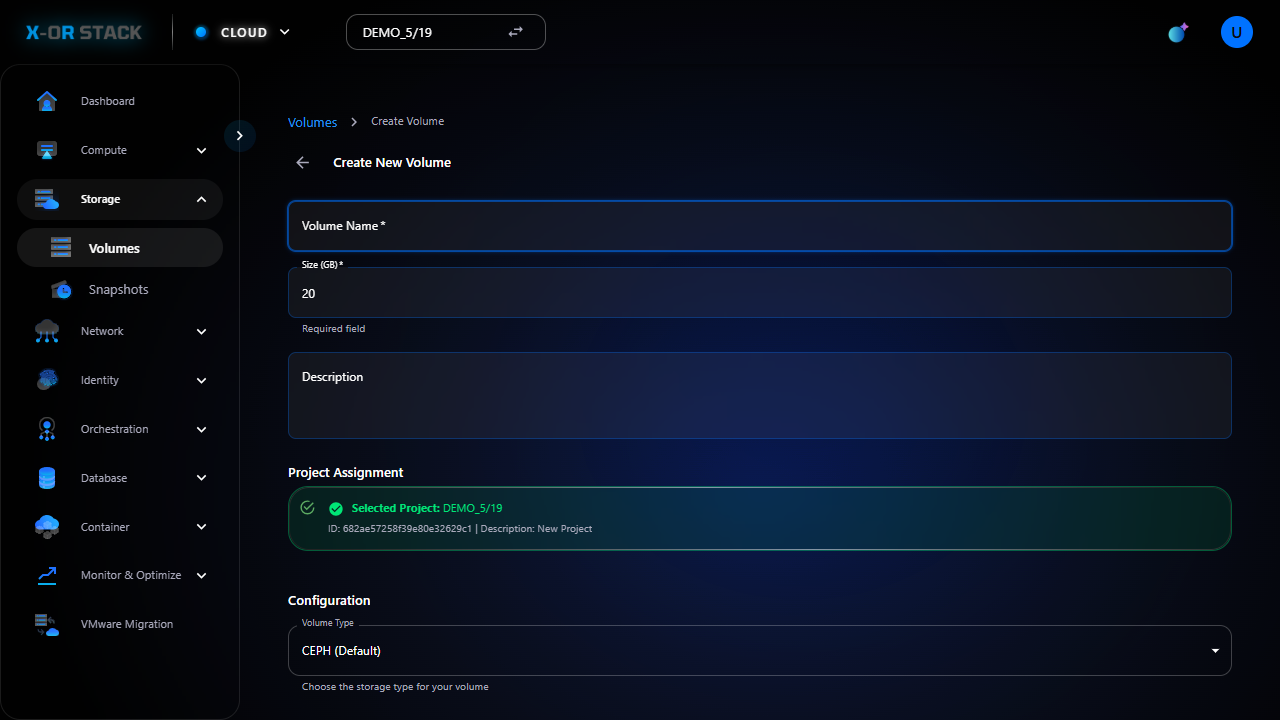 X-OR STACK
CLOUD
DEMO_5/19
U
Dashboard
Compute
Storage
Volumes
Snapshots
Network
Identity
Orchestration
Database
Container
Monitor & Optimize
VMware Migration
Volumes
Create Volume
Create New Volume
Volume Name *
Size (GB) *
20
Required field
Description
Project Assignment
Selected Project: DEMO_5/19
ID: 682ae57258f39e80e32629c1 | Description: New Project
Configuration
Volume Type
CEPH (Default)
Choose the storage type for your volume